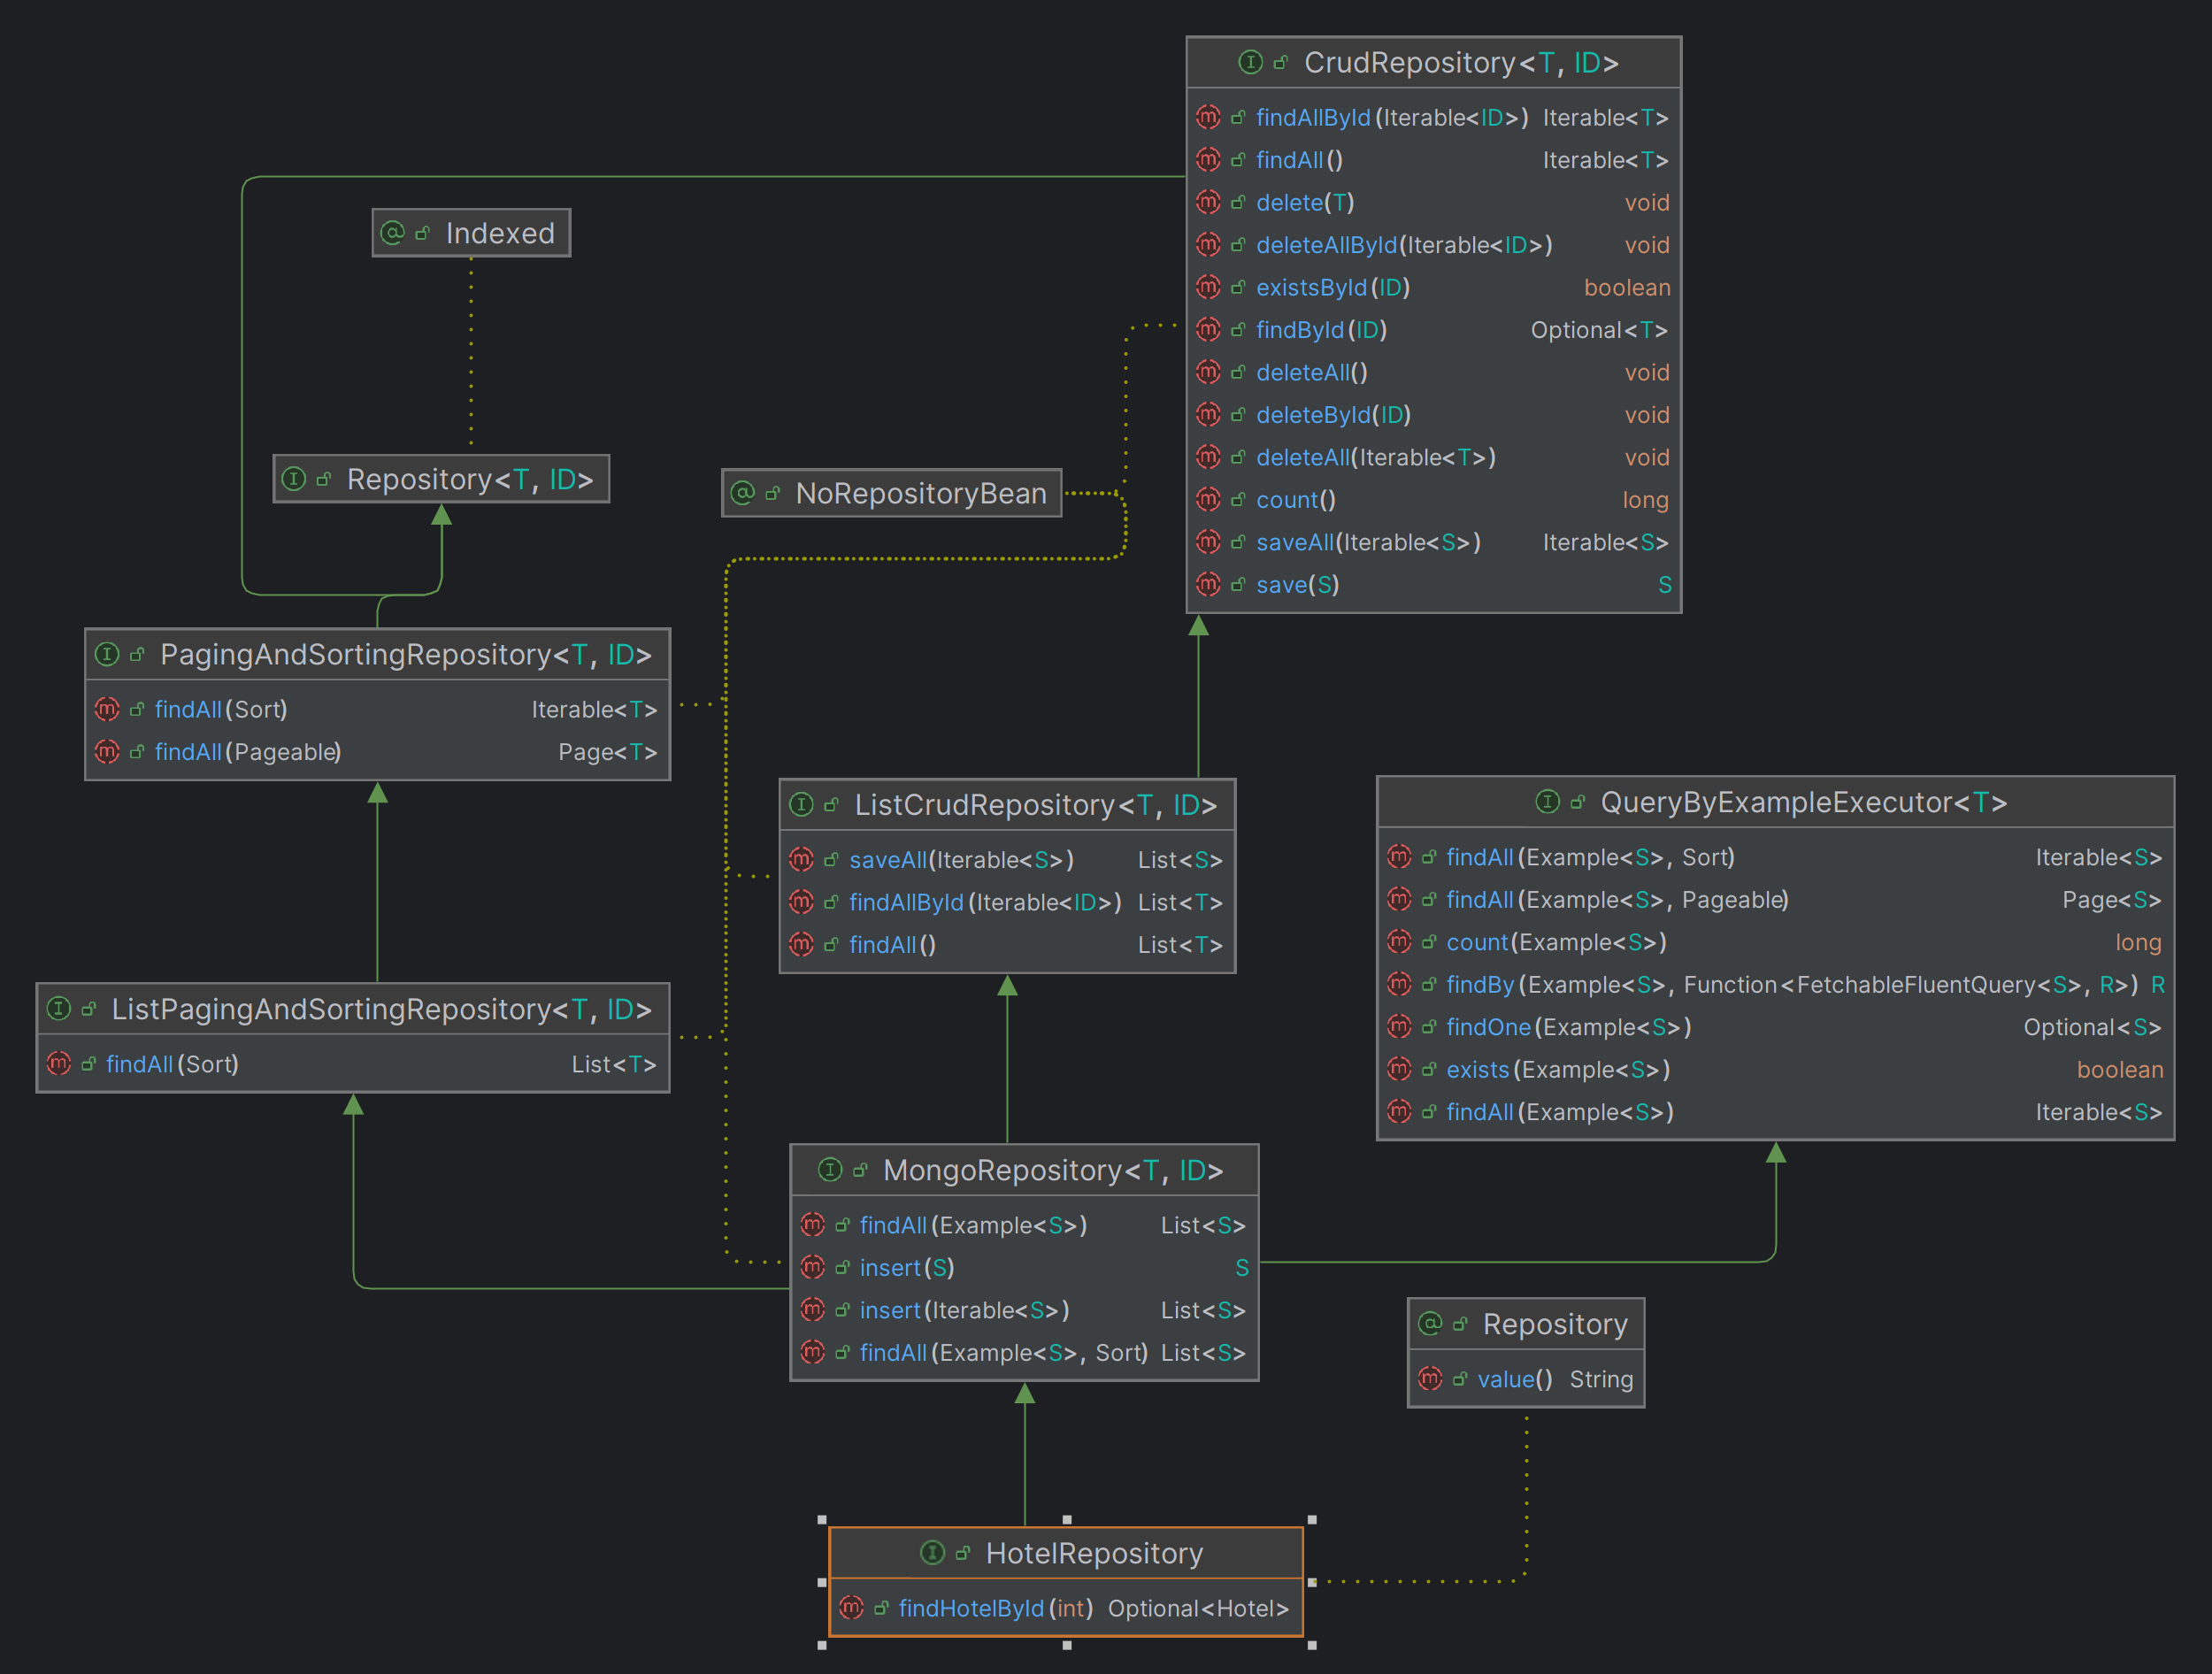 CrudRepository<T, ID>
findAllById(Iterable<ID>) Iterable<T>
findAll() Iterable<T>
delete(T) void
deleteAllById(Iterable<ID>) void
existsById(ID) boolean
findById(ID) Optional<T>
deleteAll() void
deleteById(ID) void
deleteAll(Iterable<T>) void
count() long
saveAll(Iterable<S>) Iterable<S>
save(S) S
Indexed
Repository<T, ID>
NoRepositoryBean
PagingAndSortingRepository<T, ID>
findAll(Sort) Iterable<T>
findAll(Pageable) Page<T>
ListCrudRepository<T, ID>
saveAll(Iterable<S>) List<S>
findAllById(Iterable<ID>) List<T>
findAll() List<T>
QueryByExampleExecutor<T>
findAll(Example<S>, Sort) Iterable<S>
findAll(Example<S>, Pageable) Page<S>
count(Example<S>) long
findBy(Example<S>, Function<FetchableFluentQuery<S>, R>) R
findOne(Example<S>) Optional<S>
exists(Example<S>) boolean
findAll(Example<S>) Iterable<S>
ListPagingAndSortingRepository<T, ID>
findAll(Sort) List<T>
MongoRepository<T, ID>
findAll(Example<S>) List<S>
insert(S) S
insert(Iterable<S>) List<S>
findAll(Example<S>, Sort) List<S>
Repository
value() String
HotelRepository
findHotelById(int) Optional<Hotel>